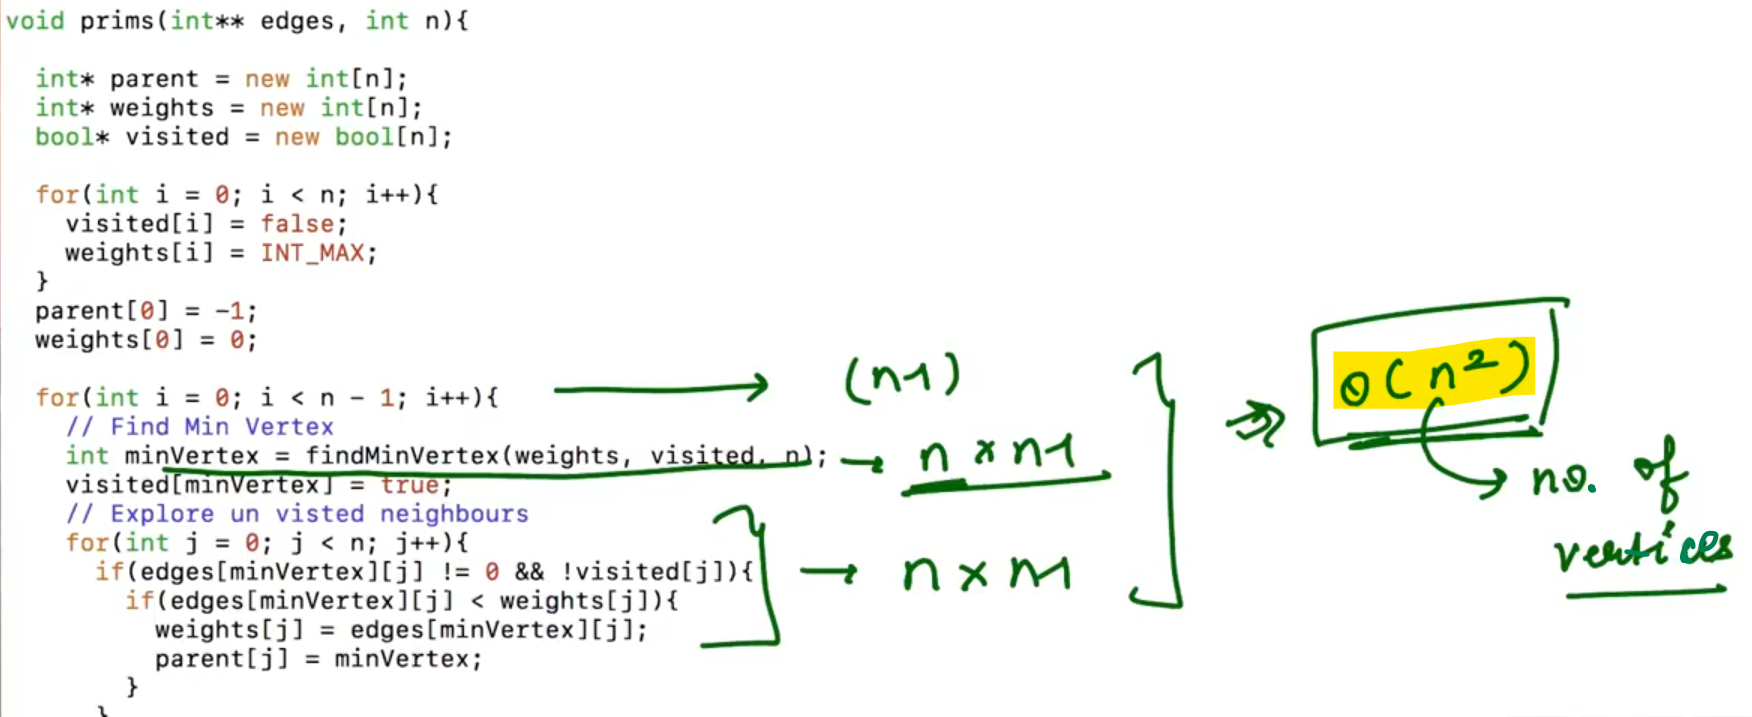 void prims(int** edges, int n){
int* parent = new int[n];
int* weights = new int[n];
bool* visited = new bool[n];
for(int i = 0; i < n; i++){
visited[i] = false;
weights[i] = INT_MAX;
}
parent[0] = -1;
weights[0] = 0;
for(int i = 0; i < n - 1; i++){
(n-1)
// Find Min Vertex
int minVertex = findMinVertex(weights, visited, n);
n × n-1
visited[minVertex] = true;
// Explore un visted neighbours
for(int j = 0; j < n; j++){
if(edges[minVertex][j] != 0 && !visited[j]){
n × n-1
if(edges[minVertex][j] < weights[j]){
weights[j] = edges[minVertex][j];
parent[j] = minVertex;
}
}
O(n²)
no. of
vertices